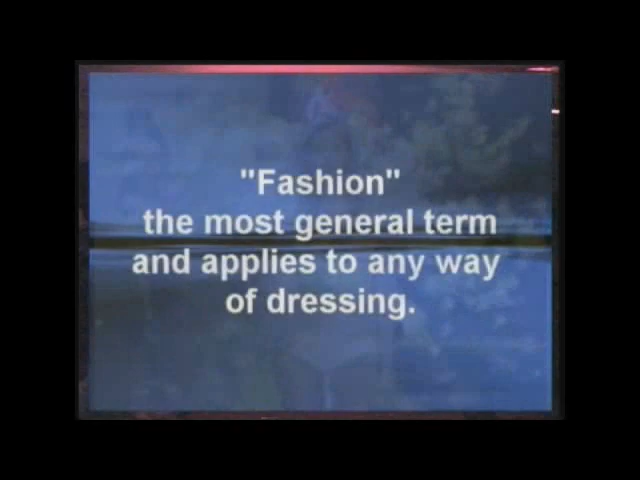 "Fashion"
the most general term
and applies to any way
of dressing.